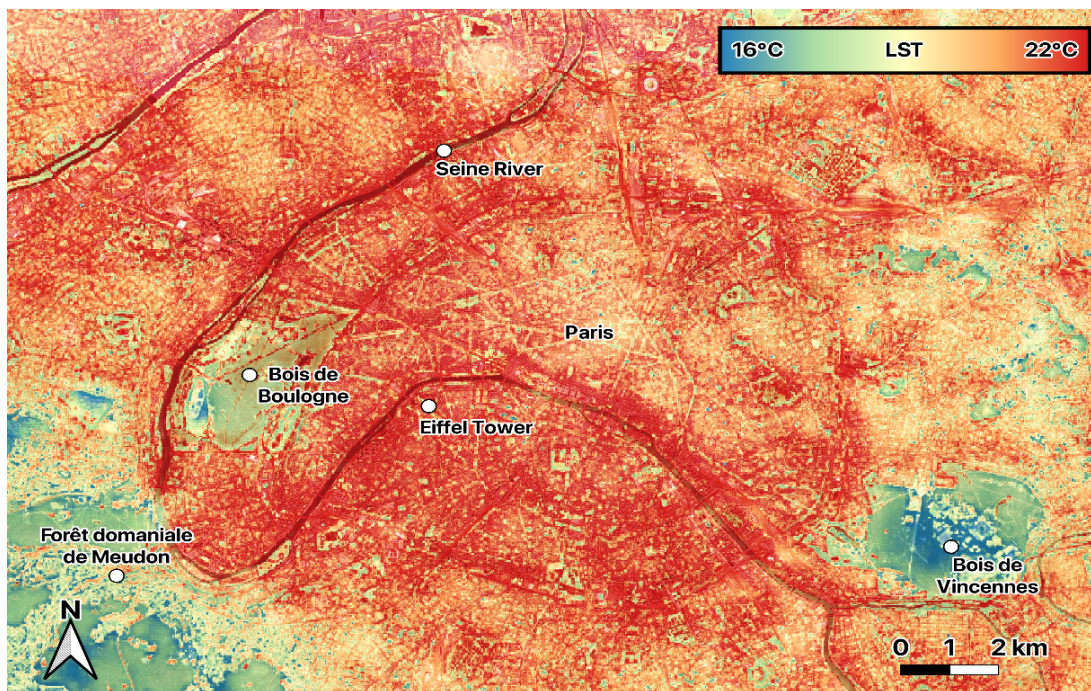 16°C LST 22°C
Seine River
Paris
Bois de
Boulogne
Eiffel Tower
Forêt domaniale
de Meudon
Bois de
Vincennes
N
0 1 2 km